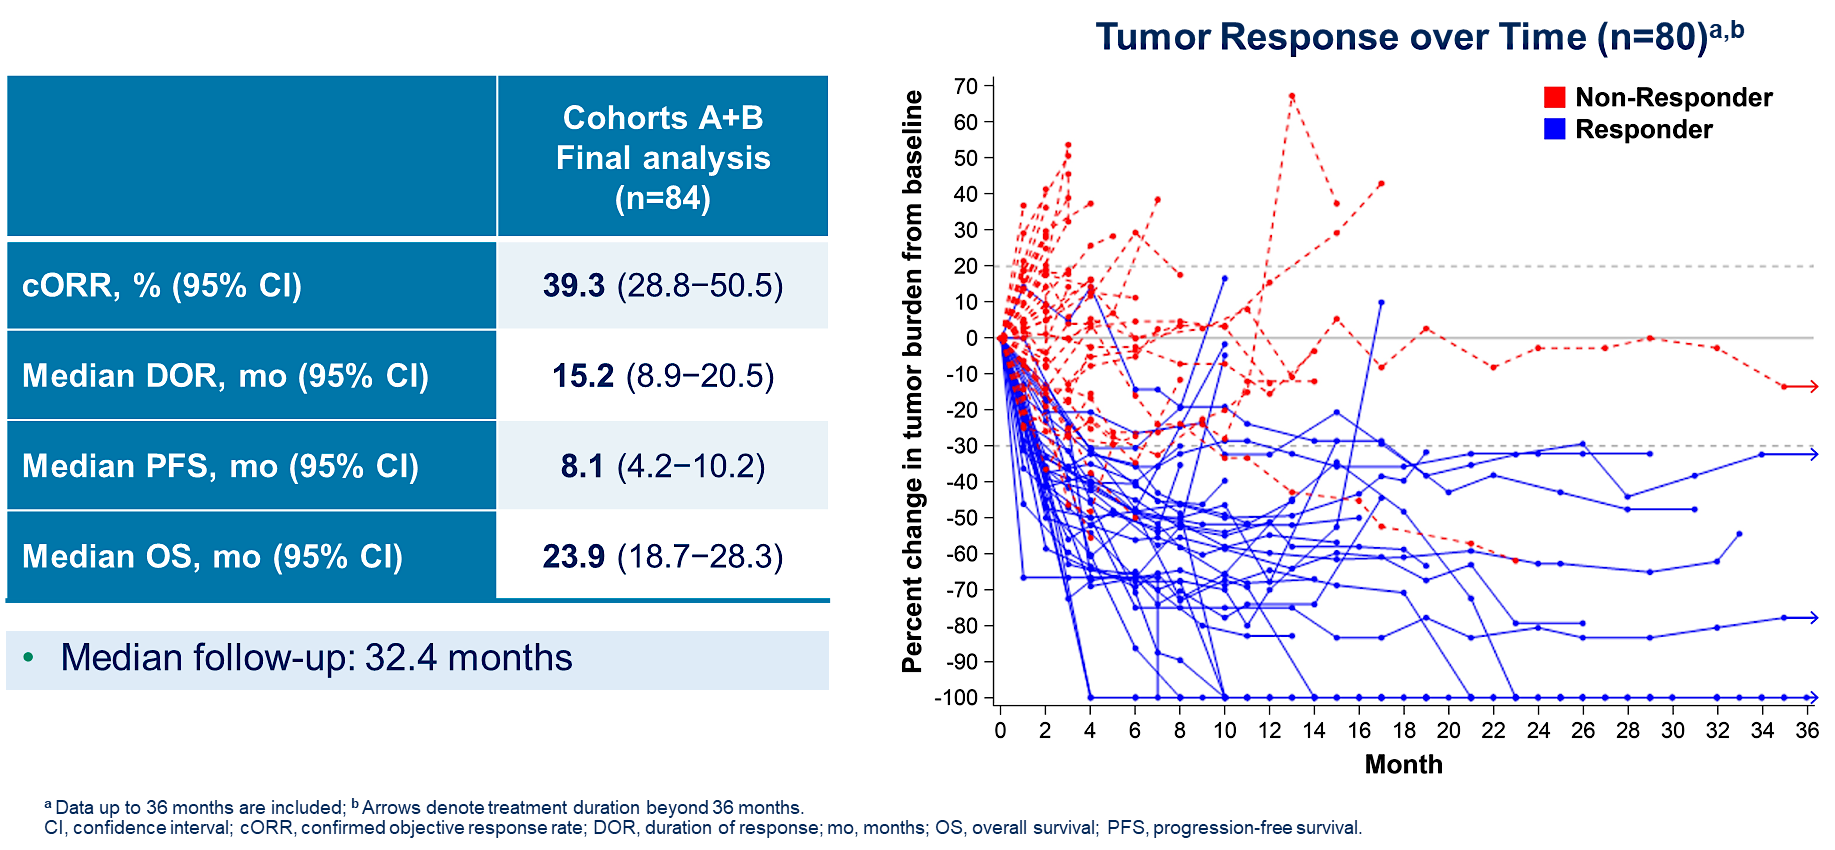 Cohorts A+B
Final analysis
(n=84)
cORR, % (95% CI) 39.3 (28.8−50.5)
Median DOR, mo (95% CI) 15.2 (8.9−20.5)
Median PFS, mo (95% CI) 8.1 (4.2−10.2)
Median OS, mo (95% CI) 23.9 (18.7−28.3)
• Median follow-up: 32.4 months
Tumor Response over Time (n=80)a,b
Non-Responder
Responder
Percent change in tumor burden from baseline
70
60
50
40
30
20
10
0
-10
-20
-30
-40
-50
-60
-70
-80
-90
-100
0 2 4 6 8 10 12 14 16 18 20 22 24 26 28 30 32 34 36
Month
a Data up to 36 months are included; b Arrows denote treatment duration beyond 36 months.
CI, confidence interval; cORR, confirmed objective response rate; DOR, duration of response; mo, months; OS, overall survival; PFS, progression-free survival.